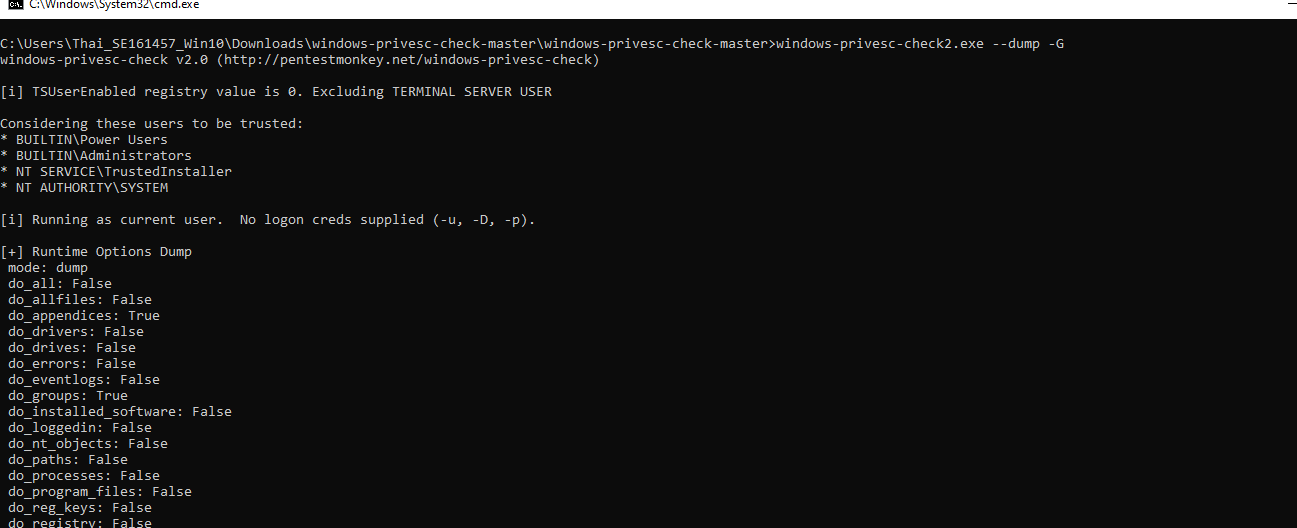 C:\Windows\System32\cmd.exe
C:\Users\Thai_SE161457_Win10\Downloads\windows-privesc-check-master\windows-privesc-check-master>windows-privesc-check2.exe --dump -G
windows-privesc-check v2.0 (http://pentestmonkey.net/windows-privesc-check)
[i] TSUserEnabled registry value is 0. Excluding TERMINAL SERVER USER
Considering these users to be trusted:
* BUILTIN\Power Users
* BUILTIN\Administrators
* NT SERVICE\TrustedInstaller
* NT AUTHORITY\SYSTEM
[i] Running as current user.  No logon creds supplied (-u, -D, -p).
[+] Runtime Options Dump
mode: dump
do_all: False
do_allfiles: False
do_appendices: True
do_drivers: False
do_drives: False
do_errors: False
do_eventlogs: False
do_groups: True
do_installed_software: False
do_loggedin: False
do_nt_objects: False
do_paths: False
do_processes: False
do_program_files: False
do_reg_keys: False
do_registry: False